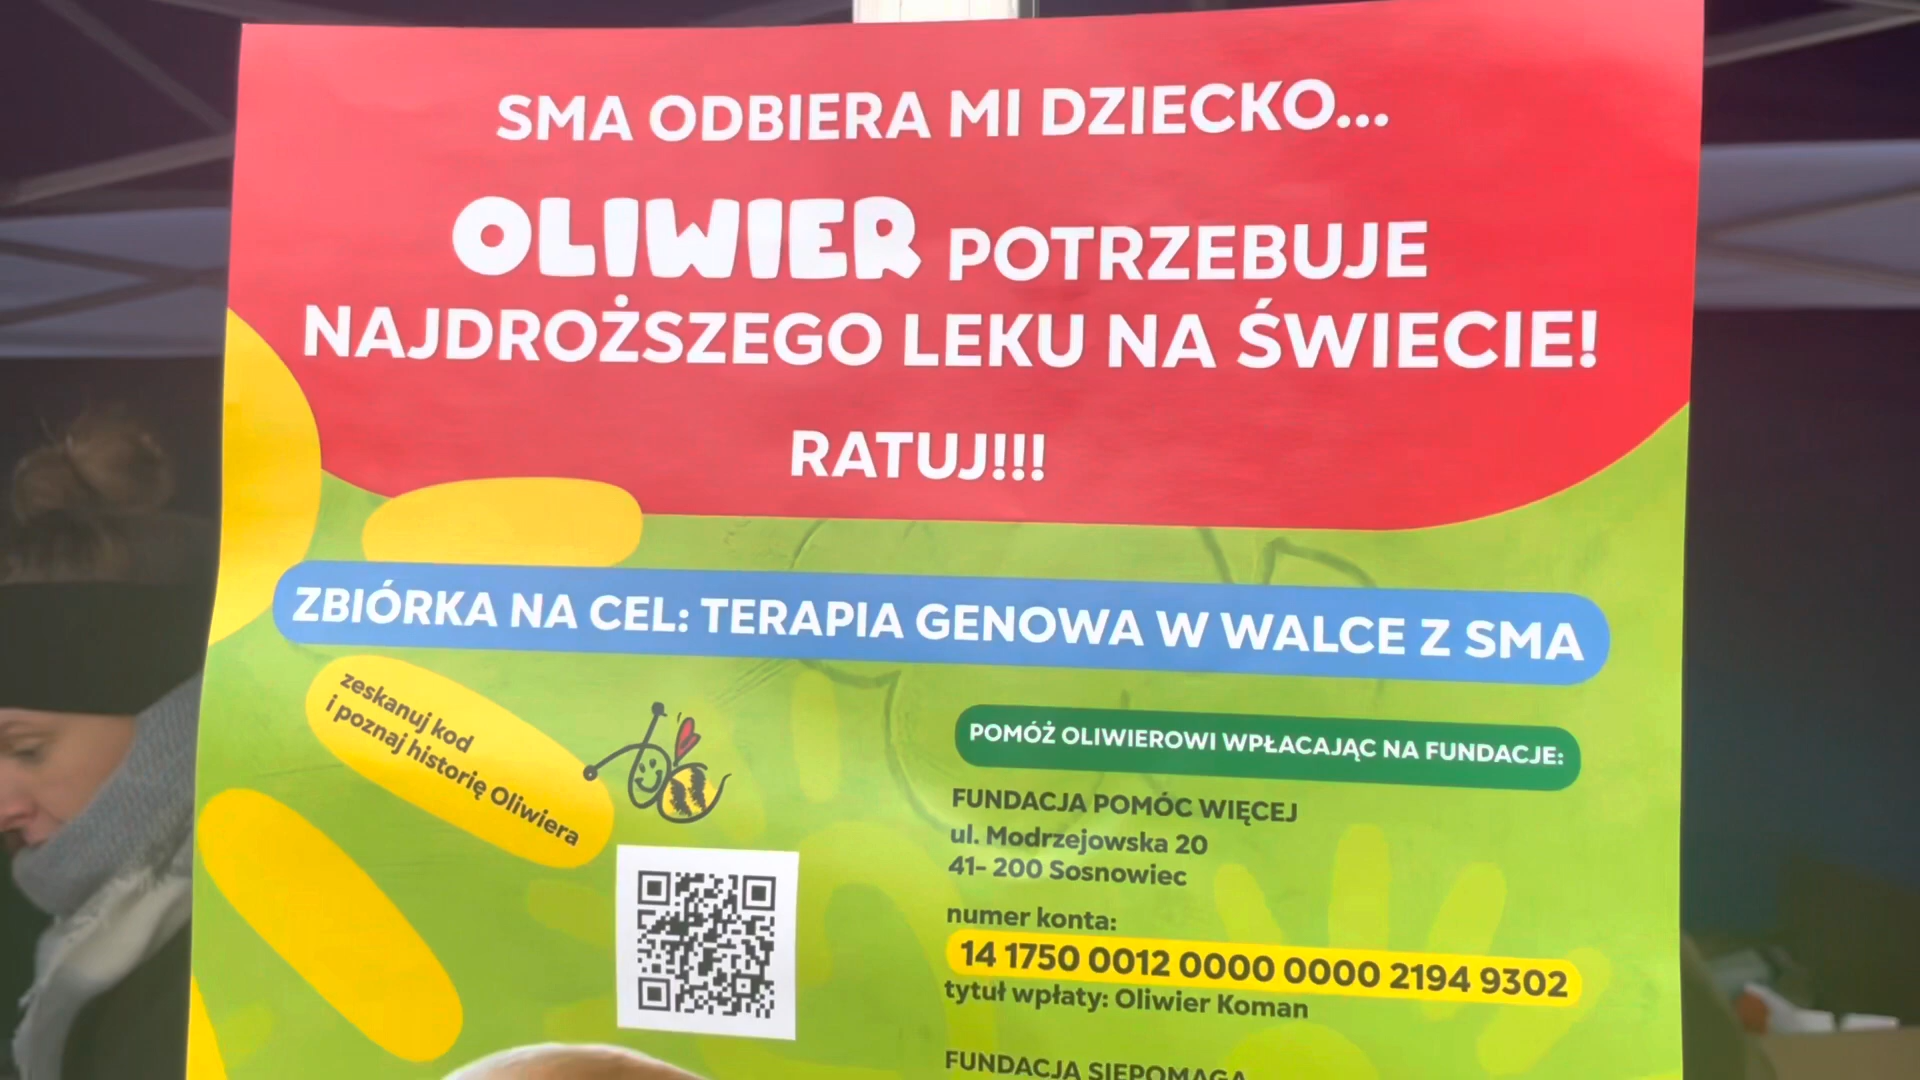 SMA ODBIERA MI DZIECKO...
OLIWIER POTRZEBUJE
NAJDROŻSZEGO LEKU NA ŚWIECIE!
RATUJ!!!
ZBIÓRKA NA CEL: TERAPIA GENOWA W WALCE Z SMA
zeskanuj kod
i poznaj historię Oliwiera
POMÓŻ OLIWIEROWI WPŁACAJĄC NA FUNDACJE:
FUNDACJA POMÓC WIĘCEJ
ul. Modrzejowska 20
41- 200 Sosnowiec
numer konta:
14 1750 0012 0000 0000 2194 9302
tytuł wpłaty: Oliwier Koman
FUNDACJA SIEPOMAGA